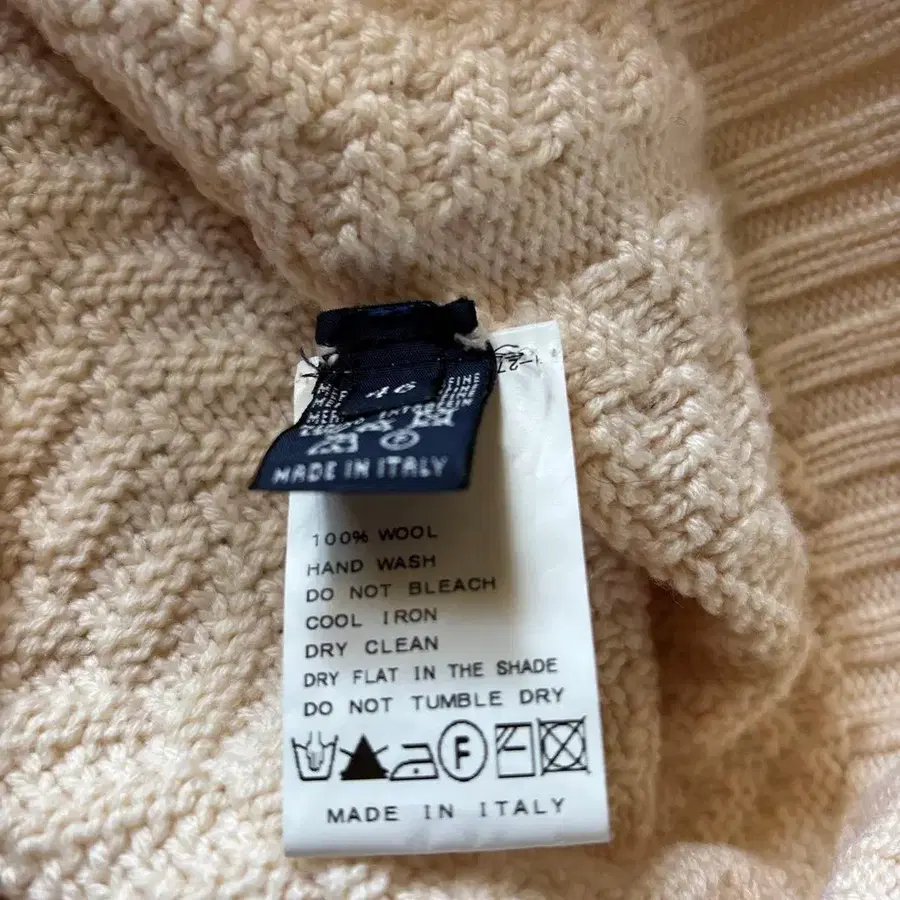 46
MADE IN ITALY
100% WOOL
HAND WASH
DO NOT BLEACH
COOL IRON
DRY CLEAN
DRY FLAT IN THE SHADE
DO NOT TUMBLE DRY
F
MADE IN ITALY